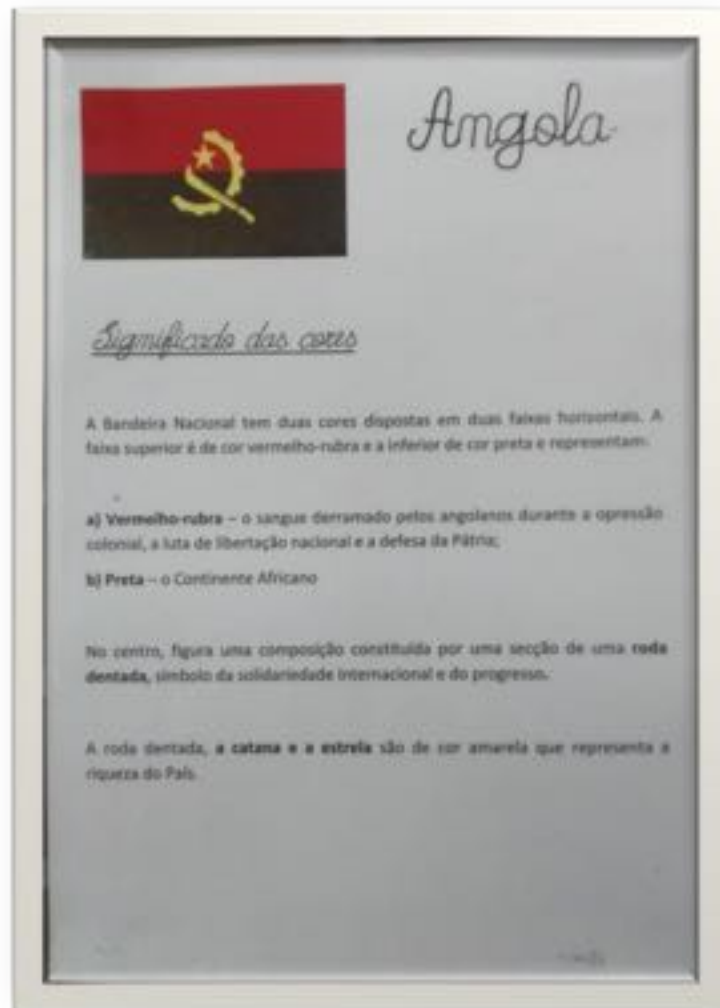 Angola
Significado das cores
A Bandeira Nacional tem duas cores dispostas em duas faixas horizontais. A
faixa superior é de cor vermelho-rubra e a inferior de cor preta e representam:
a) Vermelho-rubra – o sangue derramado pelos angolanos durante a opressão
colonial, a luta de libertação nacional e a defesa da Pátria;
b) Preta – o Continente Africano
No centro, figura uma composição constituída por uma secção de uma roda
dentada, símbolo da solidariedade internacional e do progresso.
A roda dentada, a catana e a estrela são de cor amarela que representa a
riqueza do País.